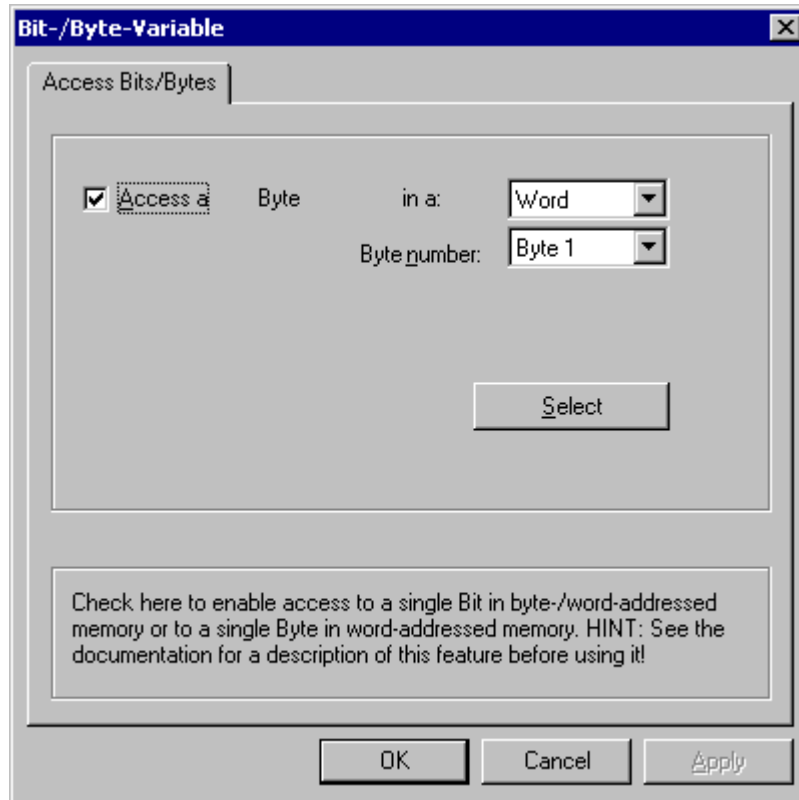 Bit-/Byte-Variable
Access Bits/Bytes
Access a Byte in a: Word
Byte number: Byte 1
Select
Check here to enable access to a single Bit in byte-/word-addressed
memory or to a single Byte in word-addressed memory. HINT: See the
documentation for a description of this feature before using it!
OK Cancel Apply